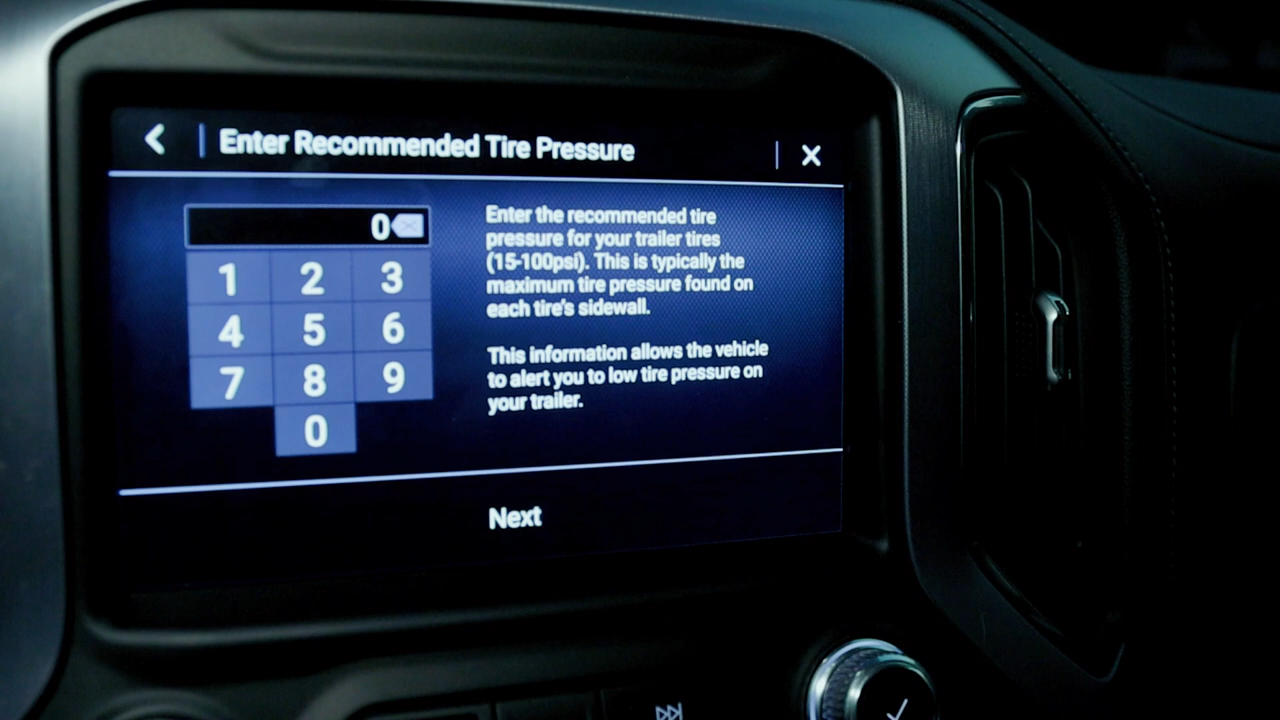 Enter Recommended Tire Pressure
0
1 2 3
4 5 6
7 8 9
0
Enter the recommended tire
pressure for your trailer tires
(15-100psi). This is typically the
maximum tire pressure found on
each tire's sidewall.
This information allows the vehicle
to alert you to low tire pressure on
your trailer.
Next